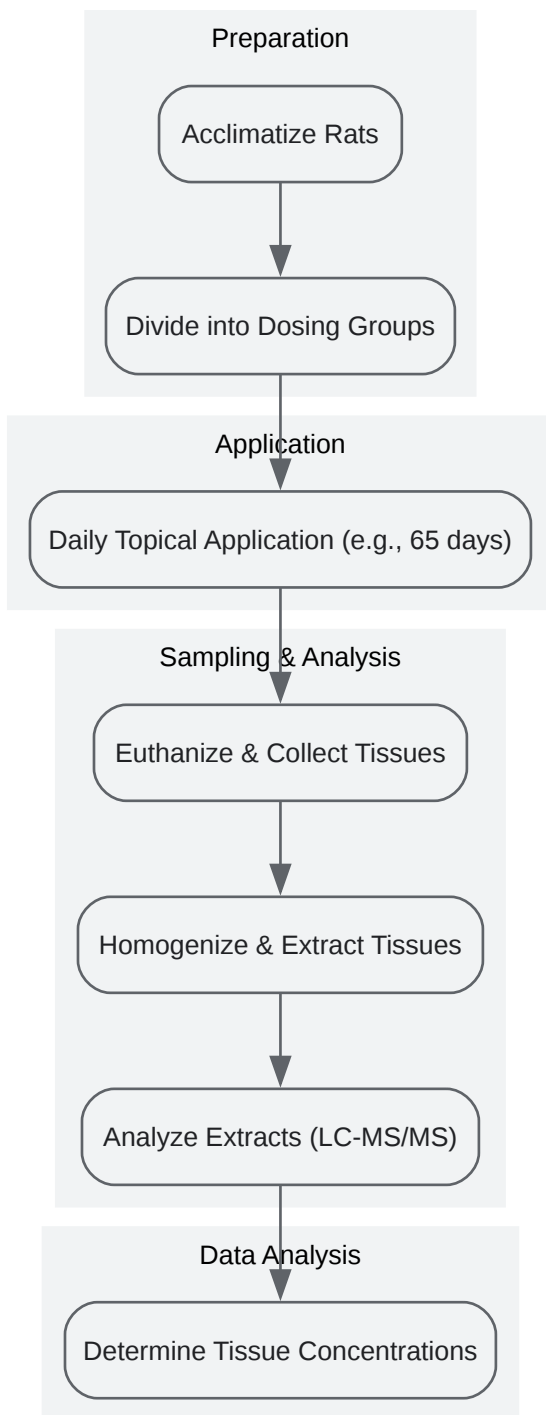 Preparation
Acclimatize Rats
Divide into Dosing Groups
Application
Daily Topical Application (e.g., 65 days)
Sampling & Analysis
Euthanize & Collect Tissues
Homogenize & Extract Tissues
Analyze Extracts (LC-MS/MS)
Data Analysis
Determine Tissue Concentrations